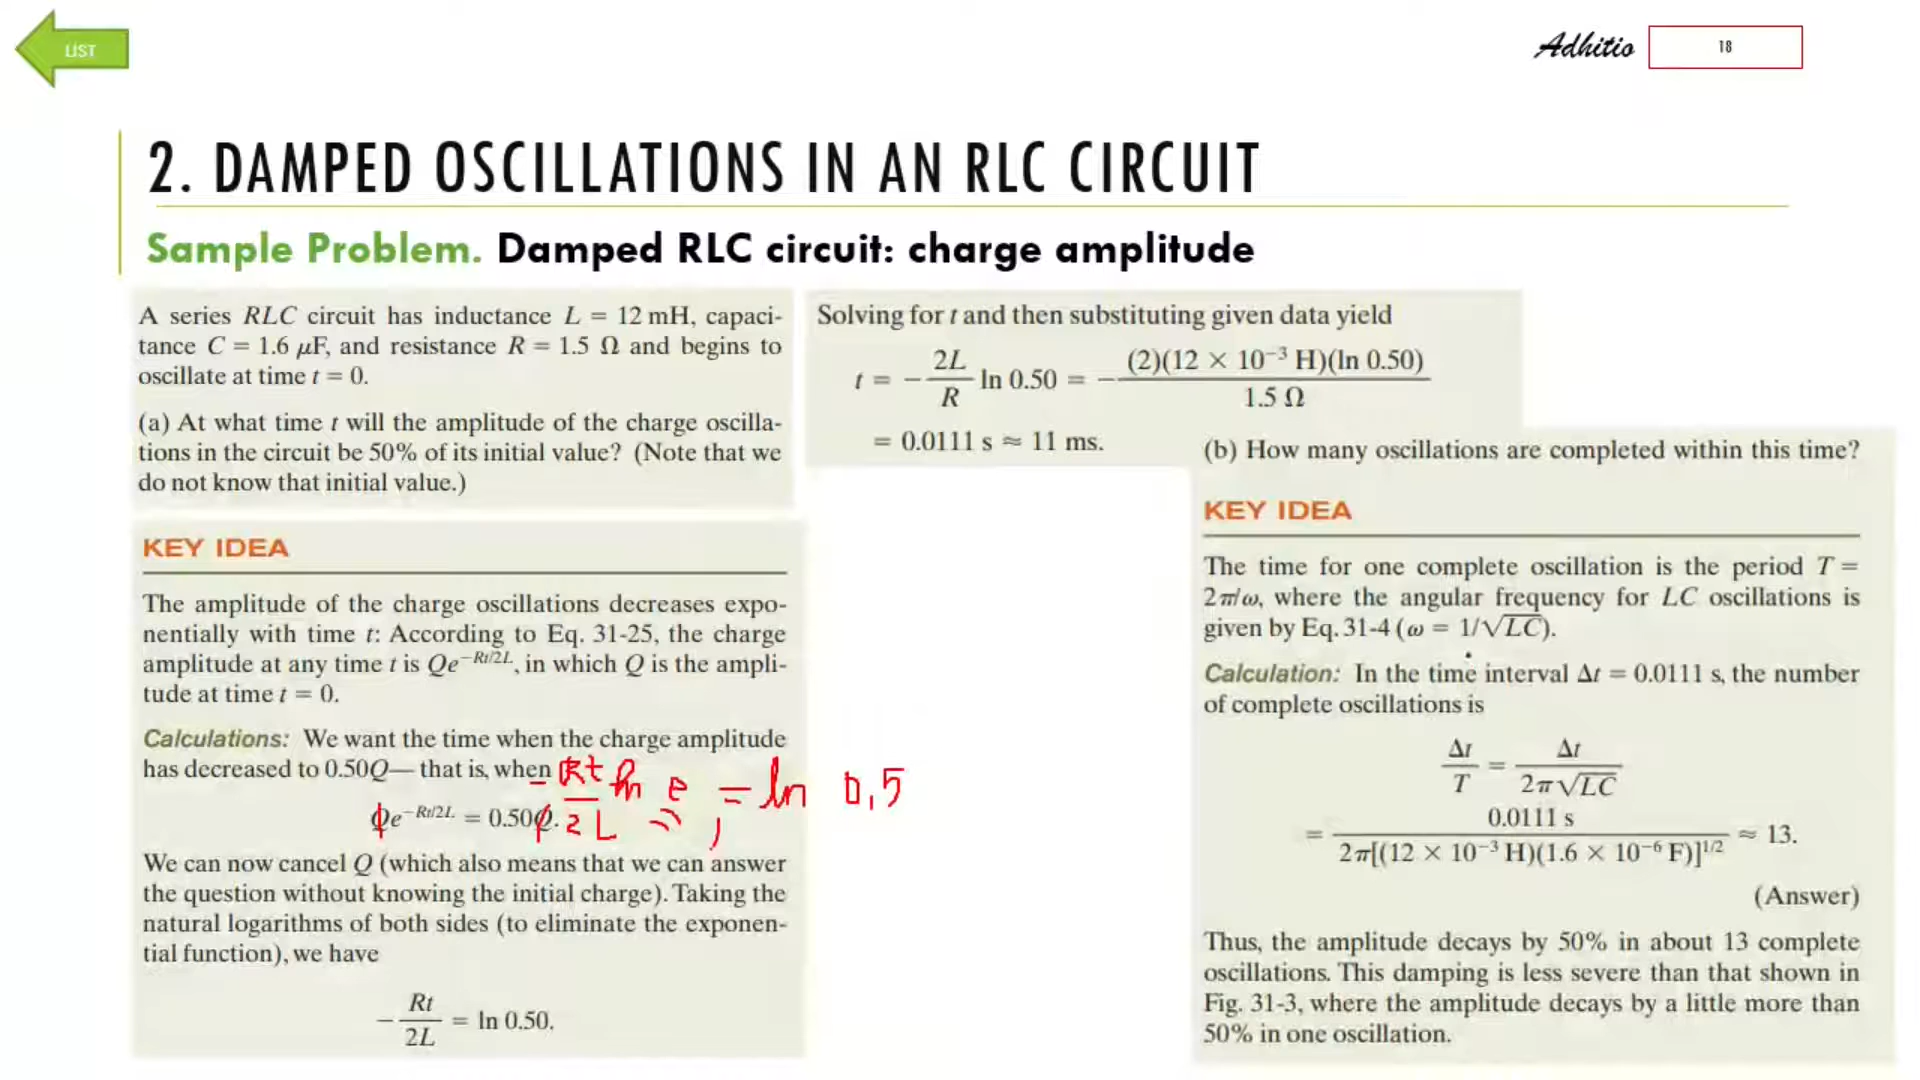 LIST
Adhitio
18
2. DAMPED OSCILLATIONS IN AN RLC CIRCUIT
Sample Problem. Damped RLC circuit: charge amplitude
A series RLC circuit has inductance L = 12 mH, capaci-
tance C = 1.6 μF, and resistance R = 1.5 Ω and begins to
oscillate at time t = 0.
(a) At what time t will the amplitude of the charge oscilla-
tions in the circuit be 50% of its initial value? (Note that we
do not know that initial value.)
KEY IDEA
The amplitude of the charge oscillations decreases expo-
nentially with time t: According to Eq. 31-25, the charge
amplitude at any time t is Qe^−Rt/2L, in which Q is the ampli-
tude at time t = 0.
Calculations: We want the time when the charge amplitude
has decreased to 0.50Q— that is, when
Qe^−Rt/2L = 0.50Q.
− Rt/2L ln e = ln 0,5
We can now cancel Q (which also means that we can answer
the question without knowing the initial charge). Taking the
natural logarithms of both sides (to eliminate the exponen-
tial function), we have
− Rt/2L = ln 0.50.
Solving for t and then substituting given data yield
t = − 2L/R ln 0.50 = − (2)(12 × 10^−3 H)(ln 0.50)/1.5 Ω
= 0.0111 s ≈ 11 ms.
(b) How many oscillations are completed within this time?
KEY IDEA
The time for one complete oscillation is the period T =
2π/ω, where the angular frequency for LC oscillations is
given by Eq. 31-4 (ω = 1/√LC).
Calculation: In the time interval Δt = 0.0111 s, the number
of complete oscillations is
Δt/T = Δt/2π√LC
= 0.0111 s/2π[(12 × 10^−3 H)(1.6 × 10^−6 F)]^1/2 ≈ 13.
(Answer)
Thus, the amplitude decays by 50% in about 13 complete
oscillations. This damping is less severe than that shown in
Fig. 31-3, where the amplitude decays by a little more than
50% in one oscillation.